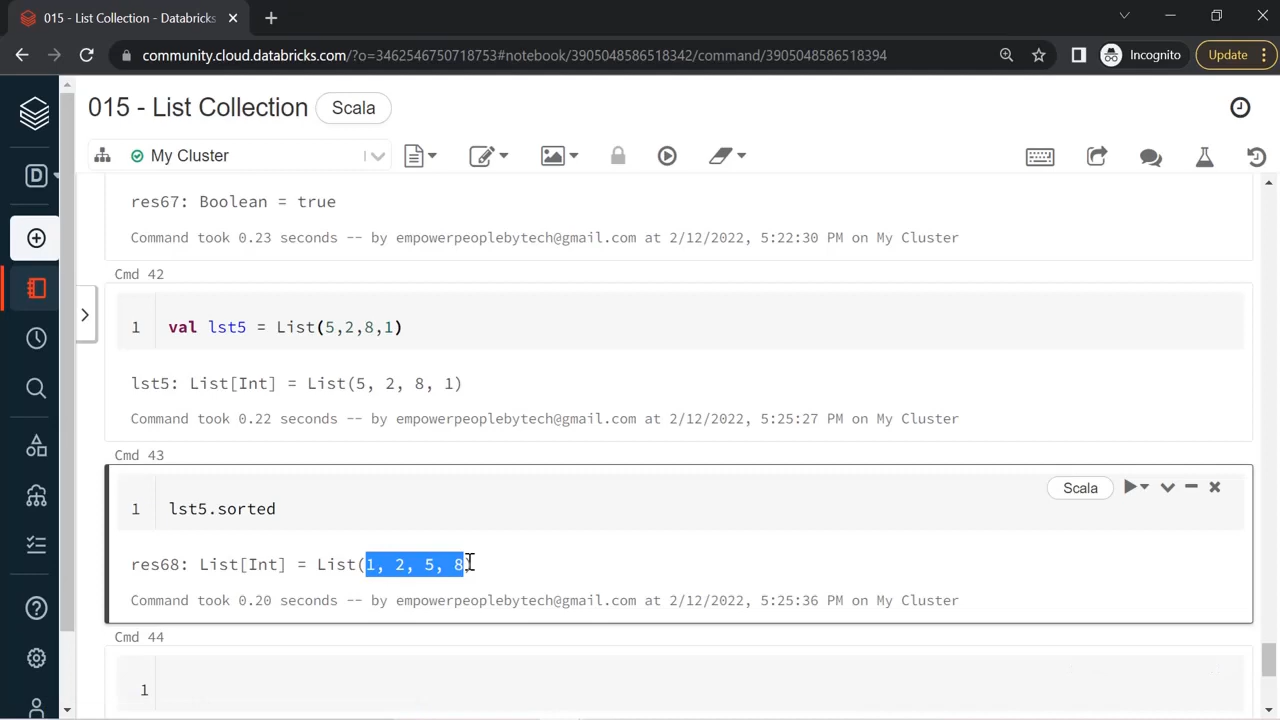 015 - List Collection - Databricks
community.cloud.databricks.com/?o=3462546750718753#notebook/3905048586518342/command/3905048586518394
Incognito
Update
015 - List Collection
Scala
D
My Cluster
res67: Boolean = true
Command took 0.23 seconds -- by empowerpeoplebytech@gmail.com at 2/12/2022, 5:22:30 PM on My Cluster
Cmd 42
1 val lst5 = List(5,2,8,1)
lst5: List[Int] = List(5, 2, 8, 1)
Command took 0.22 seconds -- by empowerpeoplebytech@gmail.com at 2/12/2022, 5:25:27 PM on My Cluster
Cmd 43
Scala
1 lst5.sorted
res68: List[Int] = List(1, 2, 5, 8)
Command took 0.20 seconds -- by empowerpeoplebytech@gmail.com at 2/12/2022, 5:25:36 PM on My Cluster
Cmd 44
1